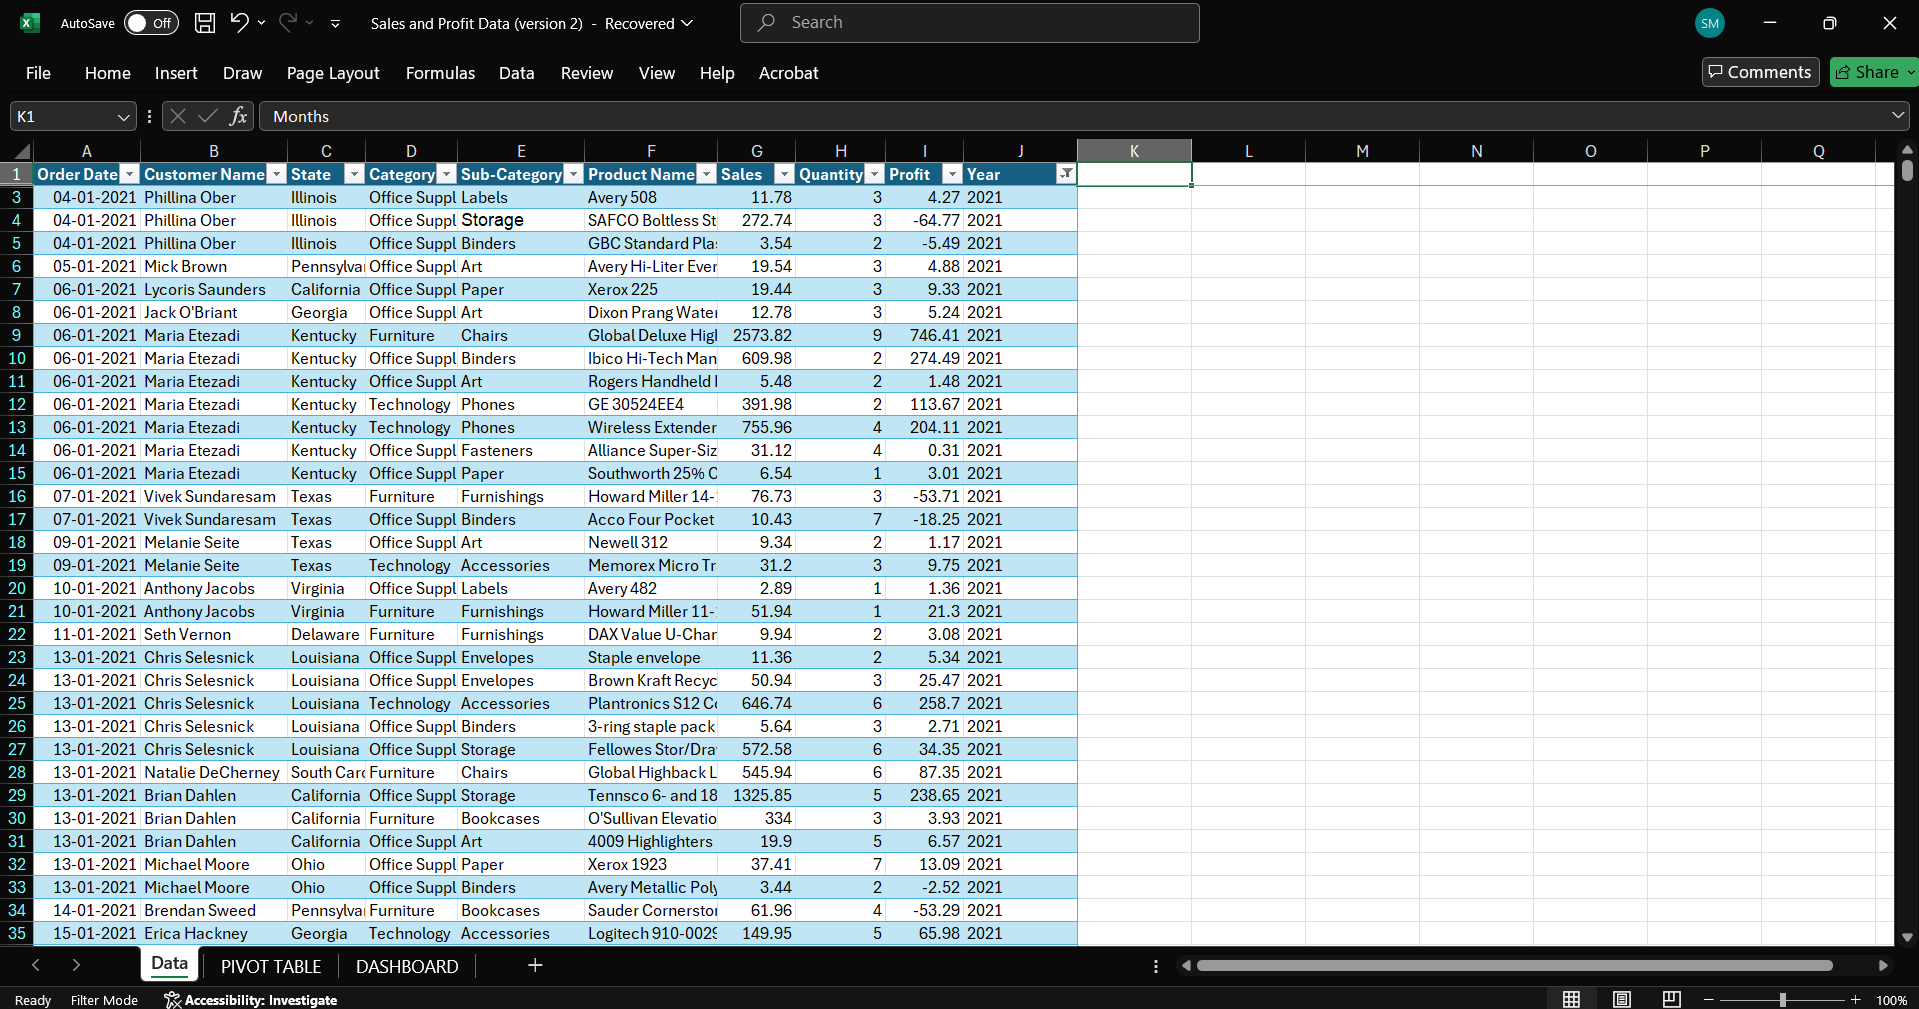 AutoSave Off Sales and Profit Data (version 2) - Recovered Search SM
File Home Insert Draw Page Layout Formulas Data Review View Help Acrobat Comments Share
K1 fx Months
A B C D E F G H I J K L M N O P Q
1 Order Date Customer Name State Category Sub-Category Product Name Sales Quantity Profit Year
3 04-01-2021 Phillina Ober Illinois Office Suppl Labels Avery 508 11.78 3 4.27 2021
4 04-01-2021 Phillina Ober Illinois Office Suppl Storage SAFCO Boltless St 272.74 3 -64.77 2021
5 04-01-2021 Phillina Ober Illinois Office Suppl Binders GBC Standard Pla 3.54 2 -5.49 2021
6 05-01-2021 Mick Brown Pennsylva Office Suppl Art Avery Hi-Liter Ever 19.54 3 4.88 2021
7 06-01-2021 Lycoris Saunders California Office Suppl Paper Xerox 225 19.44 3 9.33 2021
8 06-01-2021 Jack O'Briant Georgia Office Suppl Art Dixon Prang Water 12.78 3 5.24 2021
9 06-01-2021 Maria Etezadi Kentucky Furniture Chairs Global Deluxe Higl 2573.82 9 746.41 2021
10 06-01-2021 Maria Etezadi Kentucky Office Suppl Binders Ibico Hi-Tech Man 609.98 2 274.49 2021
11 06-01-2021 Maria Etezadi Kentucky Office Suppl Art Rogers Handheld 5.48 2 1.48 2021
12 06-01-2021 Maria Etezadi Kentucky Technology Phones GE 30524EE4 391.98 2 113.67 2021
13 06-01-2021 Maria Etezadi Kentucky Technology Phones Wireless Extender 755.96 4 204.11 2021
14 06-01-2021 Maria Etezadi Kentucky Office Suppl Fasteners Alliance Super-Siz 31.12 4 0.31 2021
15 06-01-2021 Maria Etezadi Kentucky Office Suppl Paper Southworth 25% C 6.54 1 3.01 2021
16 07-01-2021 Vivek Sundaresam Texas Furniture Furnishings Howard Miller 14- 76.73 3 -53.71 2021
17 07-01-2021 Vivek Sundaresam Texas Office Suppl Binders Acco Four Pocket 10.43 7 -18.25 2021
18 09-01-2021 Melanie Seite Texas Office Suppl Art Newell 312 9.34 2 1.17 2021
19 09-01-2021 Melanie Seite Texas Technology Accessories Memorex Micro Tr 31.2 3 9.75 2021
20 10-01-2021 Anthony Jacobs Virginia Office Suppl Labels Avery 482 2.89 1 1.36 2021
21 10-01-2021 Anthony Jacobs Virginia Furniture Furnishings Howard Miller 11- 51.94 1 21.3 2021
22 11-01-2021 Seth Vernon Delaware Furniture Furnishings DAX Value U-Char 9.94 2 3.08 2021
23 13-01-2021 Chris Selesnick Louisiana Office Suppl Envelopes Staple envelope 11.36 2 5.34 2021
24 13-01-2021 Chris Selesnick Louisiana Office Suppl Envelopes Brown Kraft Recyc 50.94 3 25.47 2021
25 13-01-2021 Chris Selesnick Louisiana Technology Accessories Plantronics S12 Co 646.74 6 258.7 2021
26 13-01-2021 Chris Selesnick Louisiana Office Suppl Binders 3-ring staple pack 5.64 3 2.71 2021
27 13-01-2021 Chris Selesnick Louisiana Office Suppl Storage Fellowes Stor/Dra 572.58 6 34.35 2021
28 13-01-2021 Natalie DeCherney South Car Furniture Chairs Global Highback L 545.94 6 87.35 2021
29 13-01-2021 Brian Dahlen California Office Suppl Storage Tennsco 6- and 18 1325.85 5 238.65 2021
30 13-01-2021 Brian Dahlen California Furniture Bookcases O'Sullivan Elevatio 334 3 3.93 2021
31 13-01-2021 Brian Dahlen California Office Suppl Art 4009 Highlighters 19.9 5 6.57 2021
32 13-01-2021 Michael Moore Ohio Office Suppl Paper Xerox 1923 37.41 7 13.09 2021
33 13-01-2021 Michael Moore Ohio Office Suppl Binders Avery Metallic Poly 3.44 2 -2.52 2021
34 14-01-2021 Brendan Sweed Pennsylva Furniture Bookcases Sauder Cornerstor 61.96 4 -53.29 2021
35 15-01-2021 Erica Hackney Georgia Technology Accessories Logitech 910-0029 149.95 5 65.98 2021
Data PIVOT TABLE DASHBOARD
Ready Filter Mode Accessibility: Investigate 100%